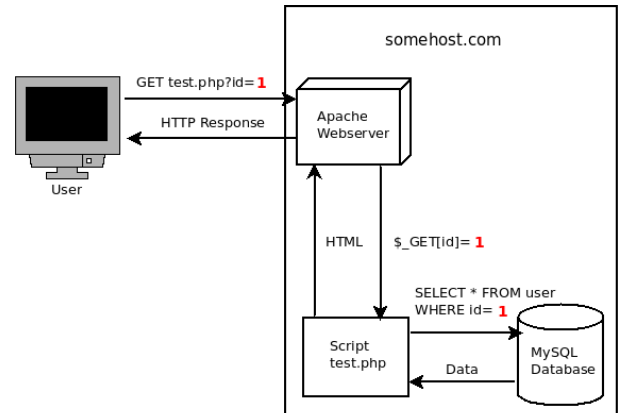 somehost.com
GET test.php?id= 1
HTTP Response
User
Apache
Webserver
HTML
$_GET[id]= 1
SELECT * FROM user
WHERE id= 1
Script
test.php
MySQL
Database
Data